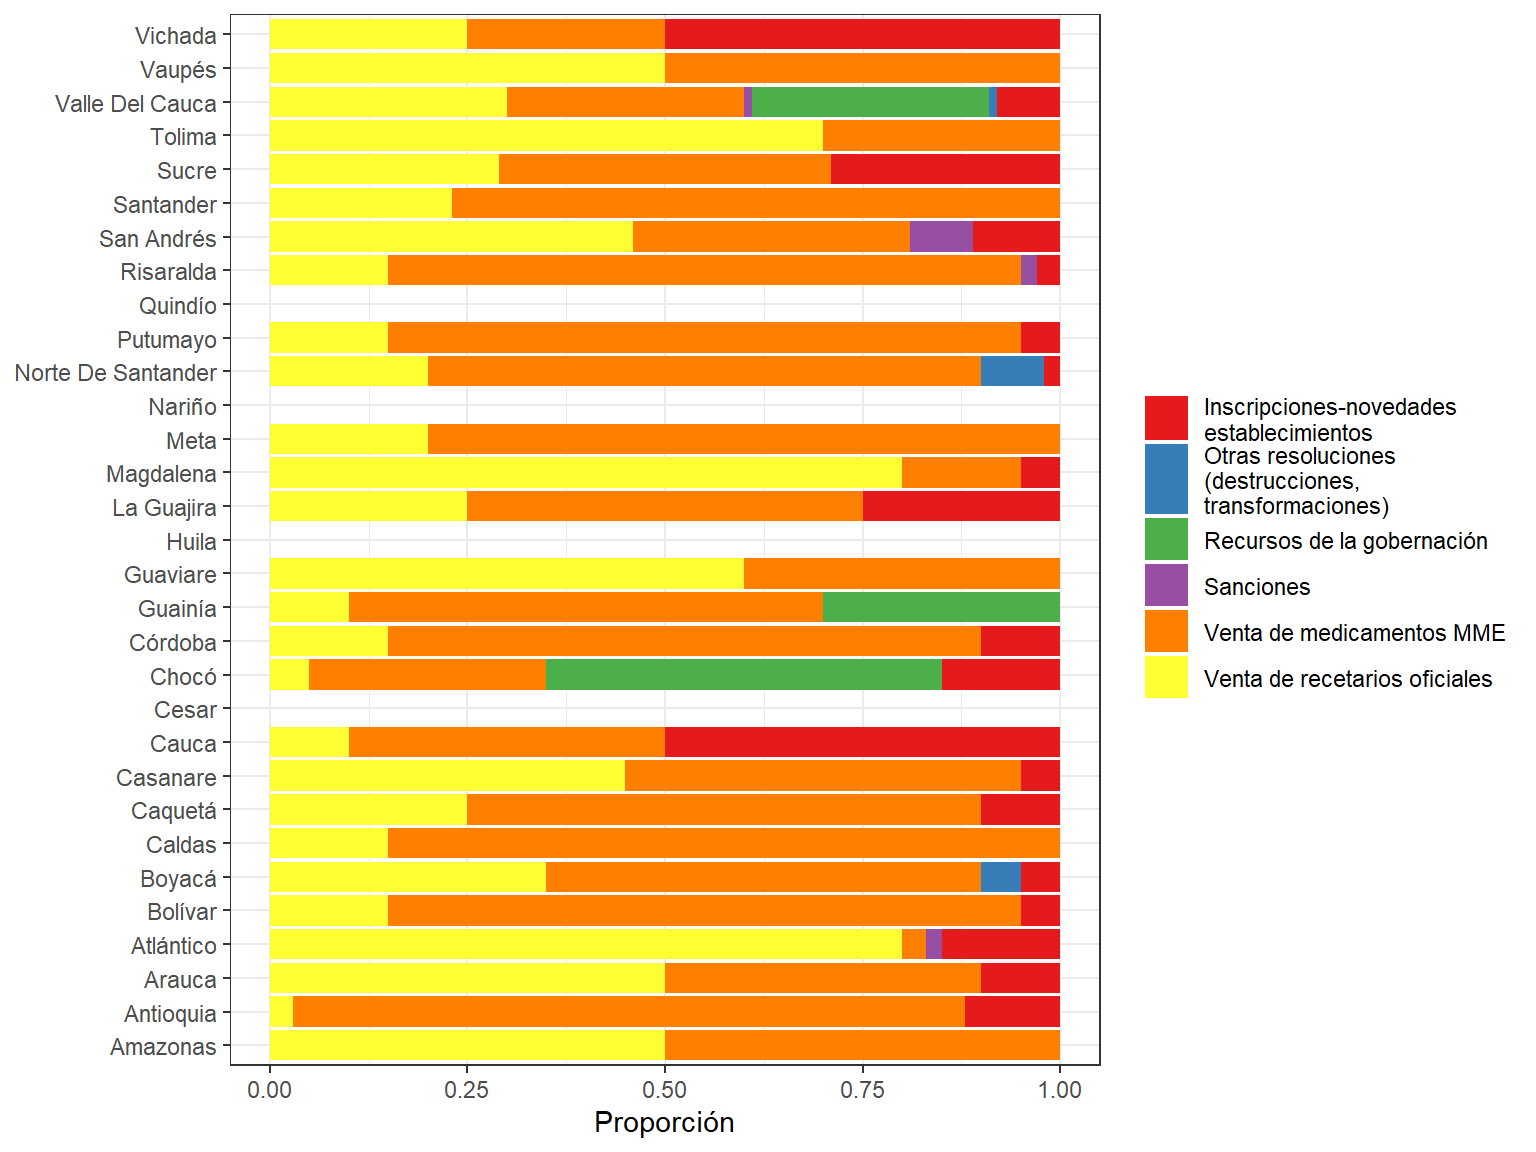 Vichada
Vaupés
Valle Del Cauca
Tolima
Sucre
Santander
San Andrés
Risaralda
Quindío
Putumayo
Norte De Santander
Nariño
Meta
Magdalena
La Guajira
Huila
Guaviare
Guainía
Córdoba
Chocó
Cesar
Cauca
Casanare
Caquetá
Caldas
Boyacá
Bolívar
Atlántico
Arauca
Antioquia
Amazonas
0.00 0.25 0.50 0.75 1.00
Proporción
Inscripciones-novedades
establecimientos
Otras resoluciones
(destrucciones,
transformaciones)
Recursos de la gobernación
Sanciones
Venta de medicamentos MME
Venta de recetarios oficiales